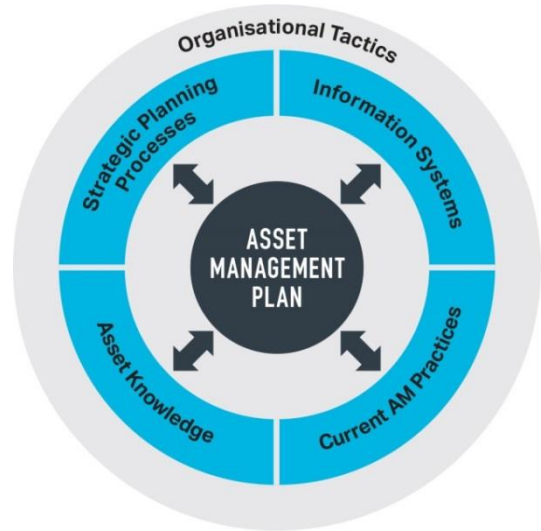 Organisational Tactics
Strategic Planning
Processes
Information Systems
ASSET
MANAGEMENT
PLAN
Asset Knowledge
Current AM Practices